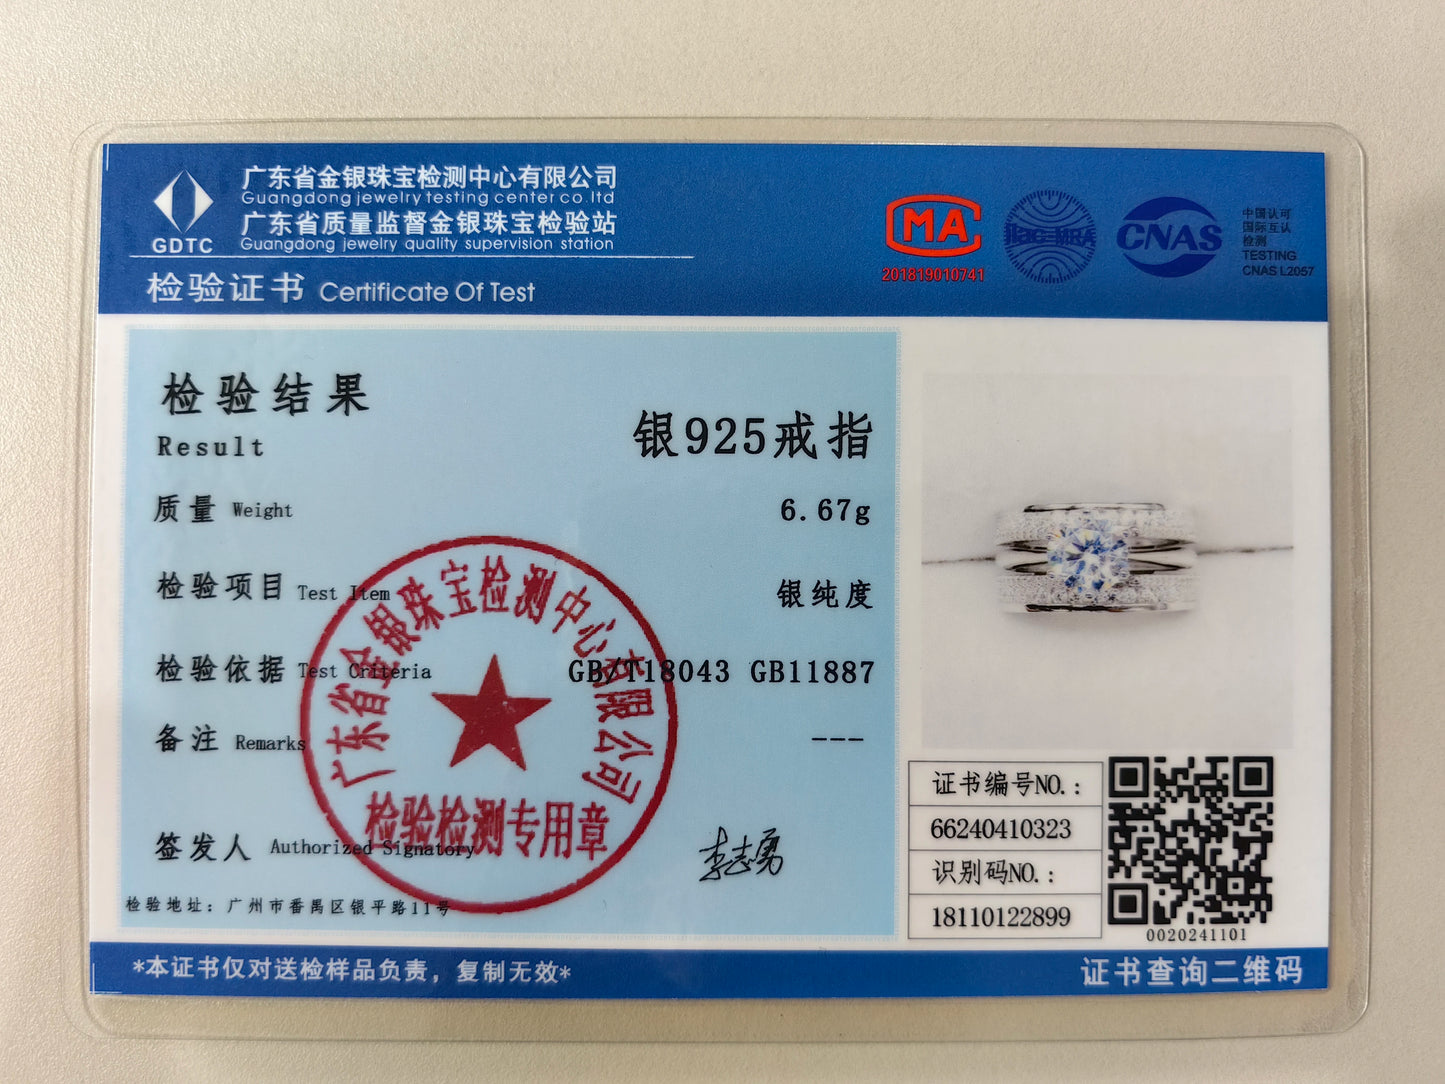 广东省金银珠宝检测中心有限公司
Guangdong jewelry testing center co.ltd
广东省质量监督金银珠宝检验站
Guangdong jewelry quality supervision station
GDTC
检验证书 Certificate Of Test
MA
201819010741
ilac-MRA
CNAS
中国认可
国际互认
检测
TESTING
CNAS L2057
检验结果
Result
银925戒指
质量 Weight 6.67g
检验项目 Test Item 银纯度
检验依据 Test Criteria GB/T18043 GB11887
备注 Remarks ---
签发人 Authorized Signatory 李志勇
检验地址：广州市番禺区银平路11号
广东省金银珠宝检测中心有限公司
检验检测专用章
证书编号NO.:
66240410323
识别码NO.:
18110122899
0020241101
*本证书仅对送检样品负责，复制无效*
证书查询二维码